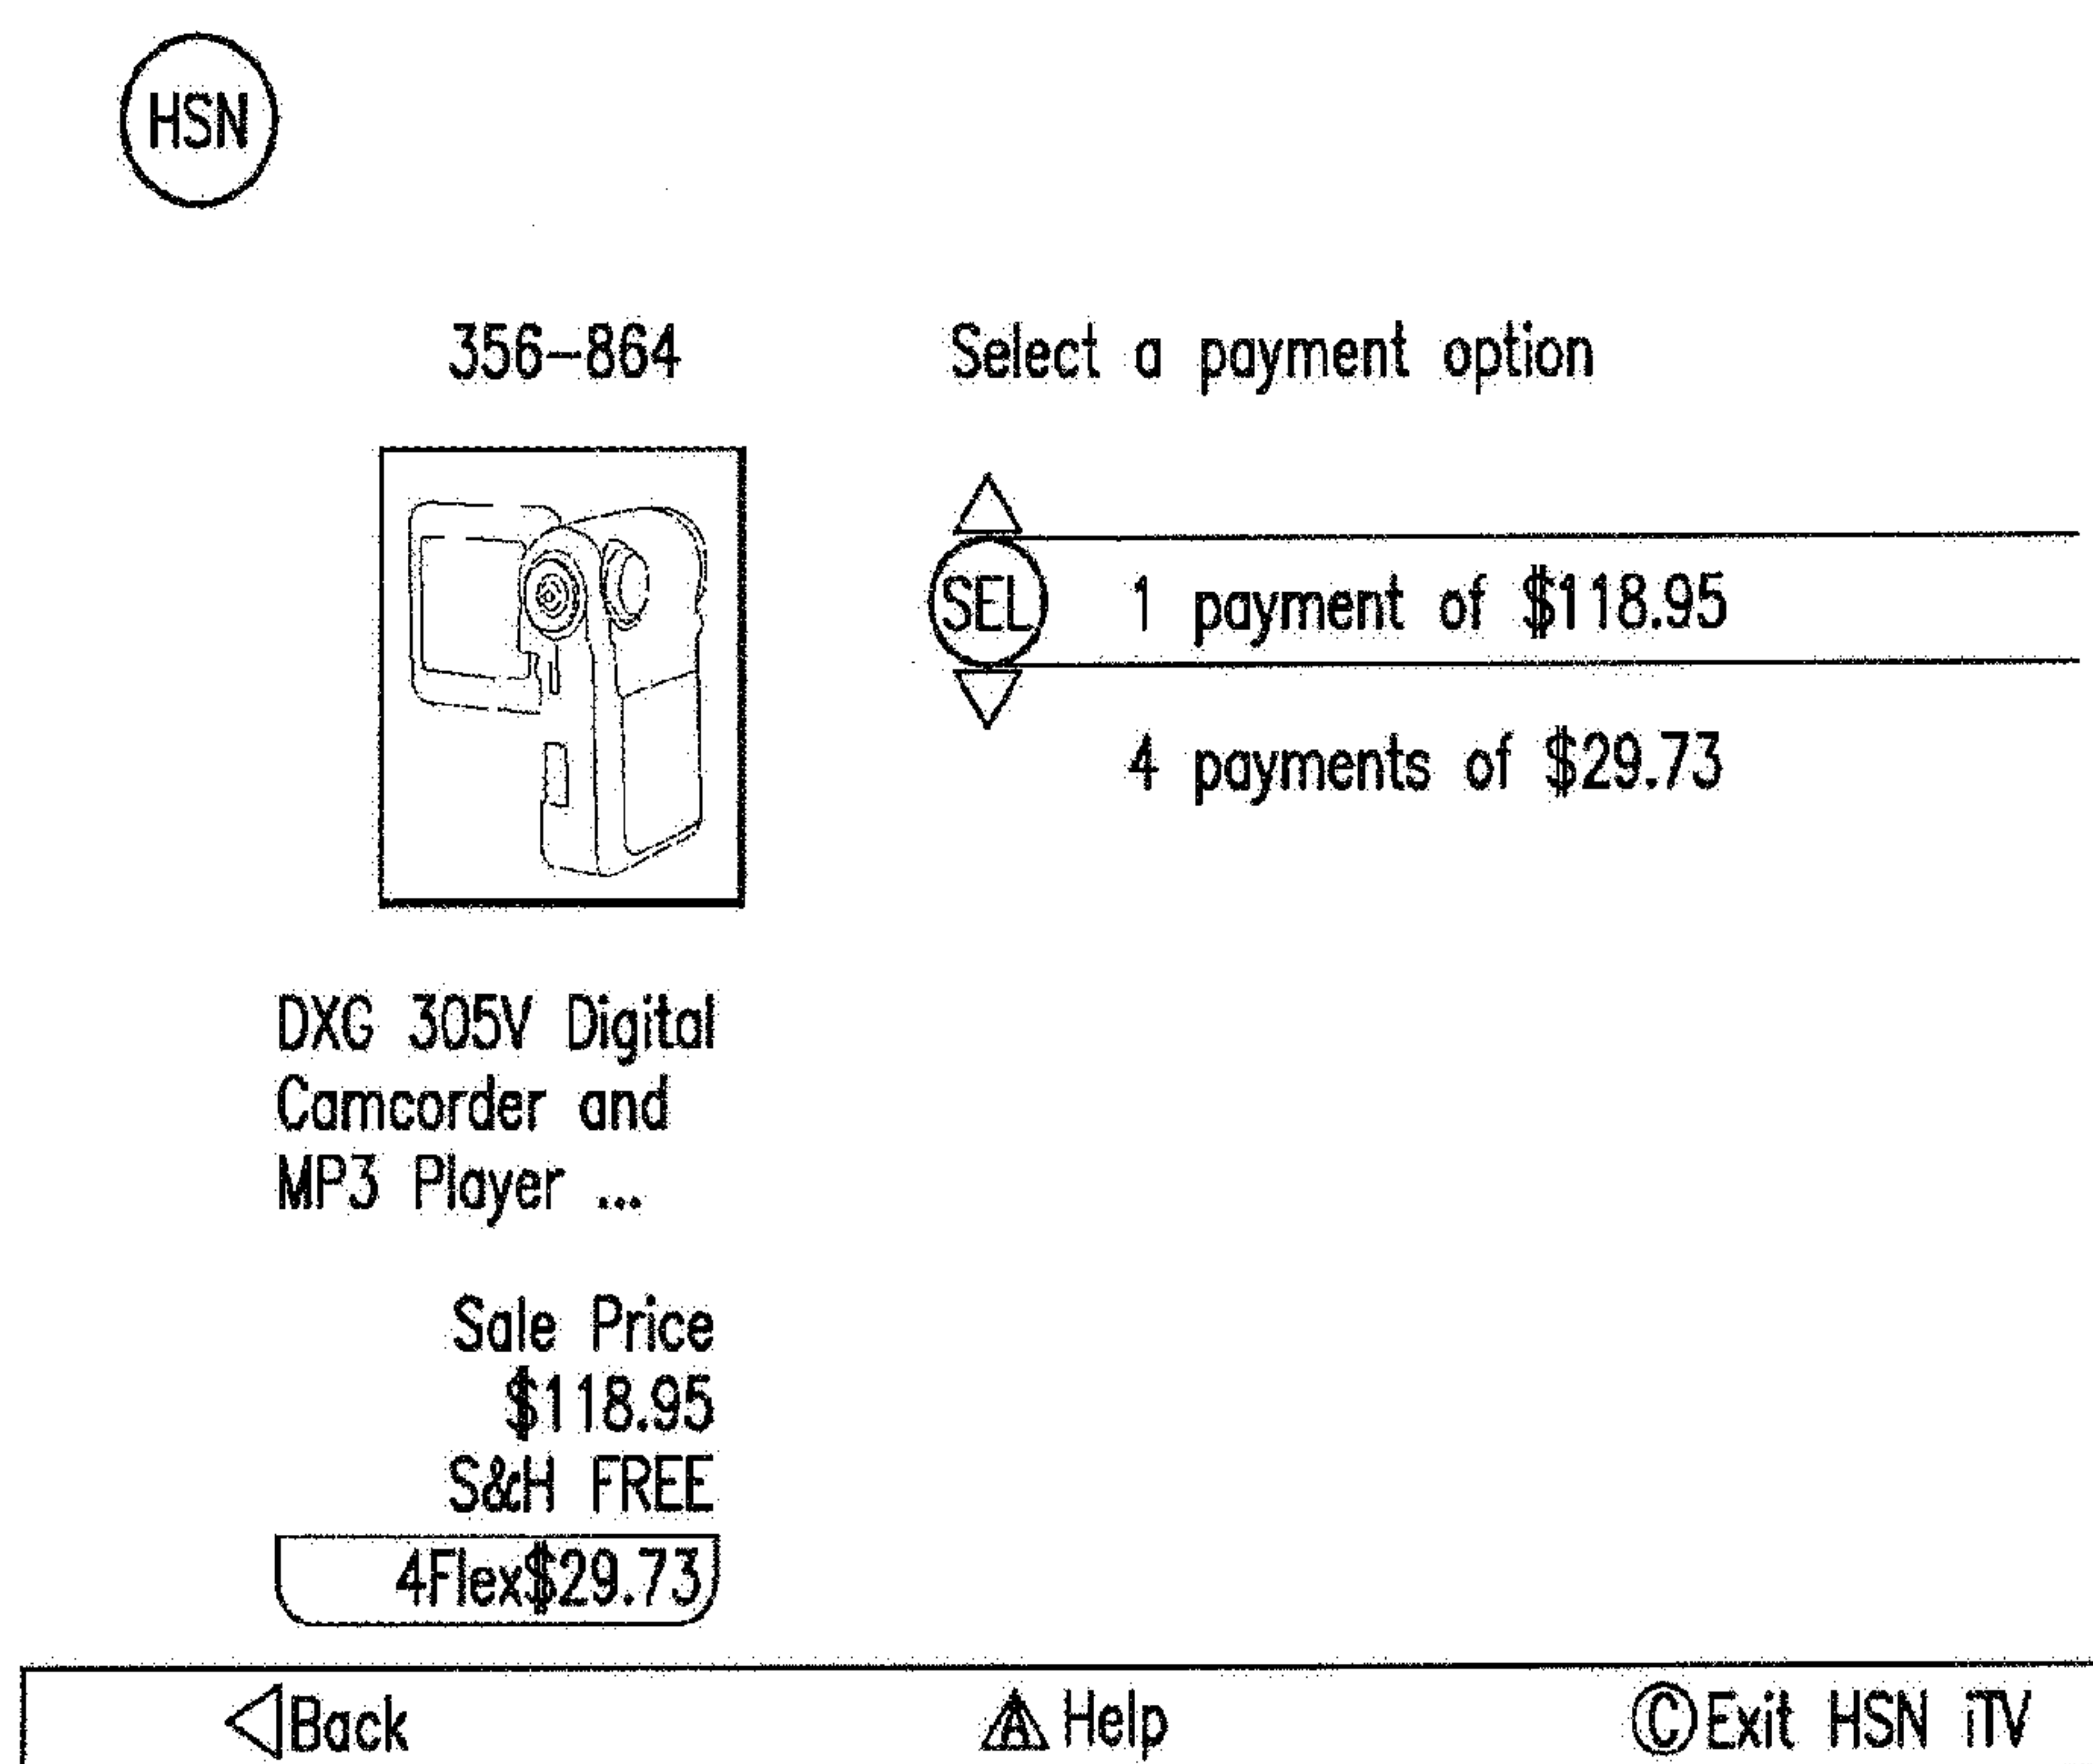 HSN
356-864
Select a payment option
SEL 1 payment of $118.95
4 payments of $29.73
DXG 305V Digital
Camcorder and
MP3 Player ...
Sale Price
$118.95
S&H FREE
4Flex$29.73
Back
A Help
C Exit HSN iTV